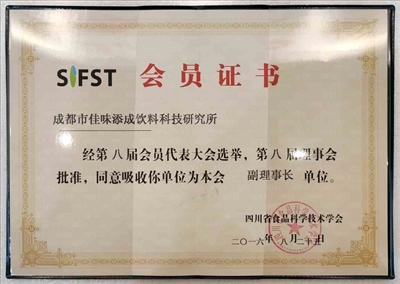 SIFST 会员证书
成都市佳味添成饮料科技研究所
经第八届会员代表大会选举，第八届理事会
批准，同意吸收你单位为本会 副理事长 单位。
四川省食品科学技术学会
二〇一六年 八月二十五日